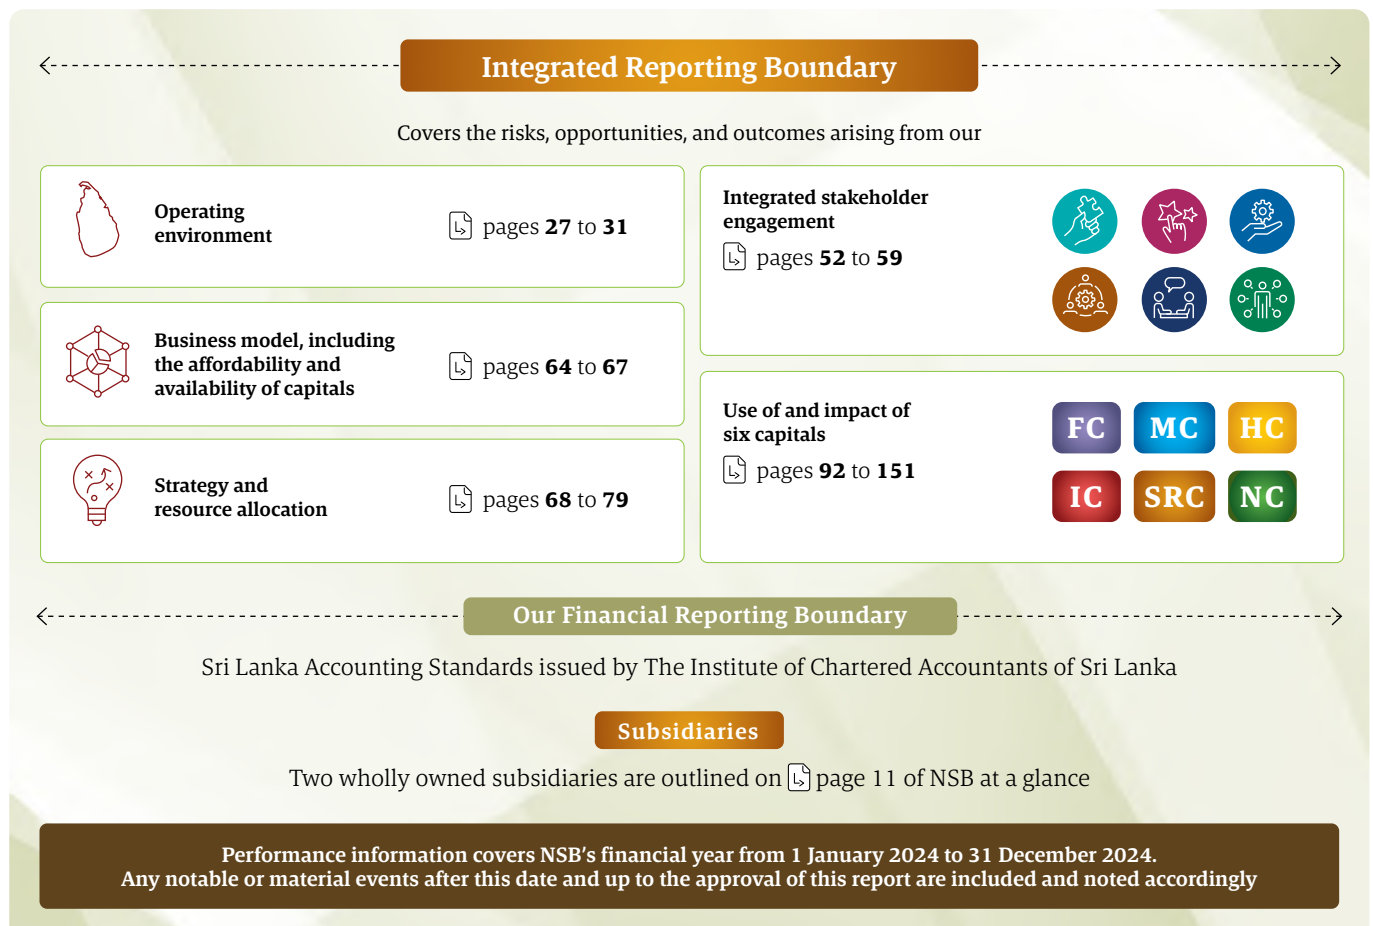 Integrated Reporting Boundary
Covers the risks, opportunities, and outcomes arising from our
Operating
environment
pages 27 to 31
Business model, including
the affordability and
availability of capitals
pages 64 to 67
Strategy and
resource allocation
pages 68 to 79
Integrated stakeholder
engagement
pages 52 to 59
Use of and impact of
six capitals
pages 92 to 151
FC MC HC
IC SRC NC
Our Financial Reporting Boundary
Sri Lanka Accounting Standards issued by The Institute of Chartered Accountants of Sri Lanka
Subsidiaries
Two wholly owned subsidiaries are outlined on page 11 of NSB at a glance
Performance information covers NSB’s financial year from 1 January 2024 to 31 December 2024.
Any notable or material events after this date and up to the approval of this report are included and noted accordingly